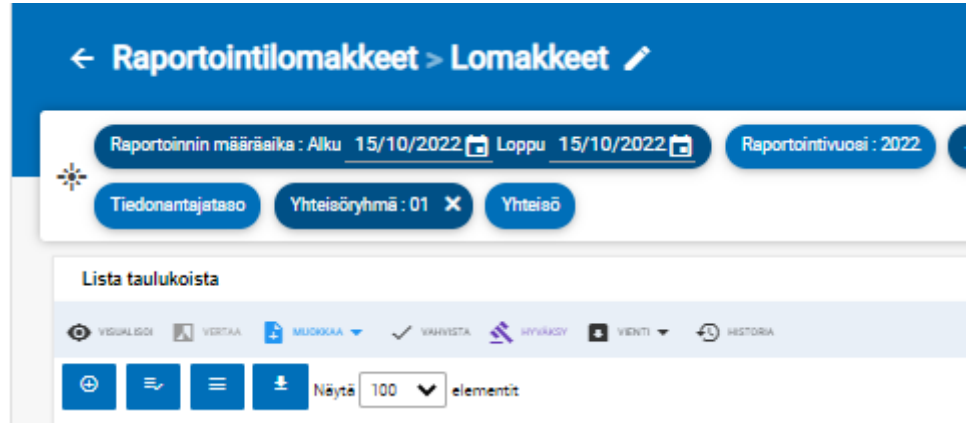 Raportointilomakkeet > Lomakkeet
Raportoinnin määräaika : Alku 15/10/2022 Loppu 15/10/2022 Raportointivuosi : 2022
Tiedonantajataso Yhteisöryhmä : 01 Yhteisö
Lista taulukoista
VISUALISOI VERTAA MUOKKAA VAHVISTA HYVÄKSY VIENTI HISTORIA
Näytä 100 elementit